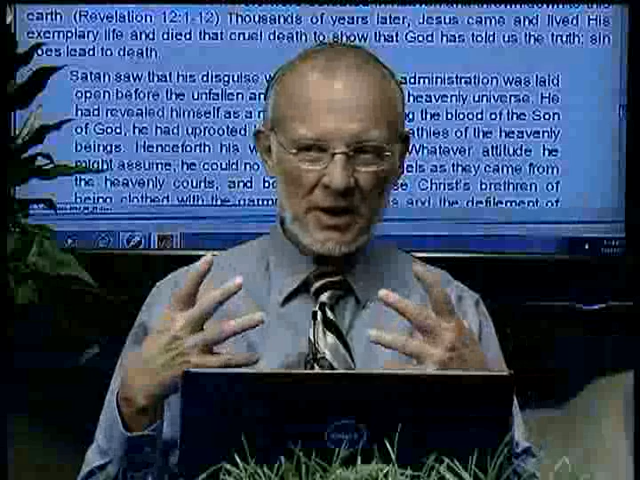 earth (Revelation 12:1-12) Thousands of years later, Jesus came and lived His
exemplary life and died that cruel death to show that God has told us the truth: sin
does lead to death.
Satan saw that his disguise administration was laid
open before the unfallen an heavenly universe. He
had revealed himself as a the blood of the Son
of God, he had uprooted athies of the heavenly
beings. Henceforth his Whatever attitude he
might assume, he could no els as they came from
the heavenly courts, and Christ's brethren of
being clothed with the and the defilement of
DELL